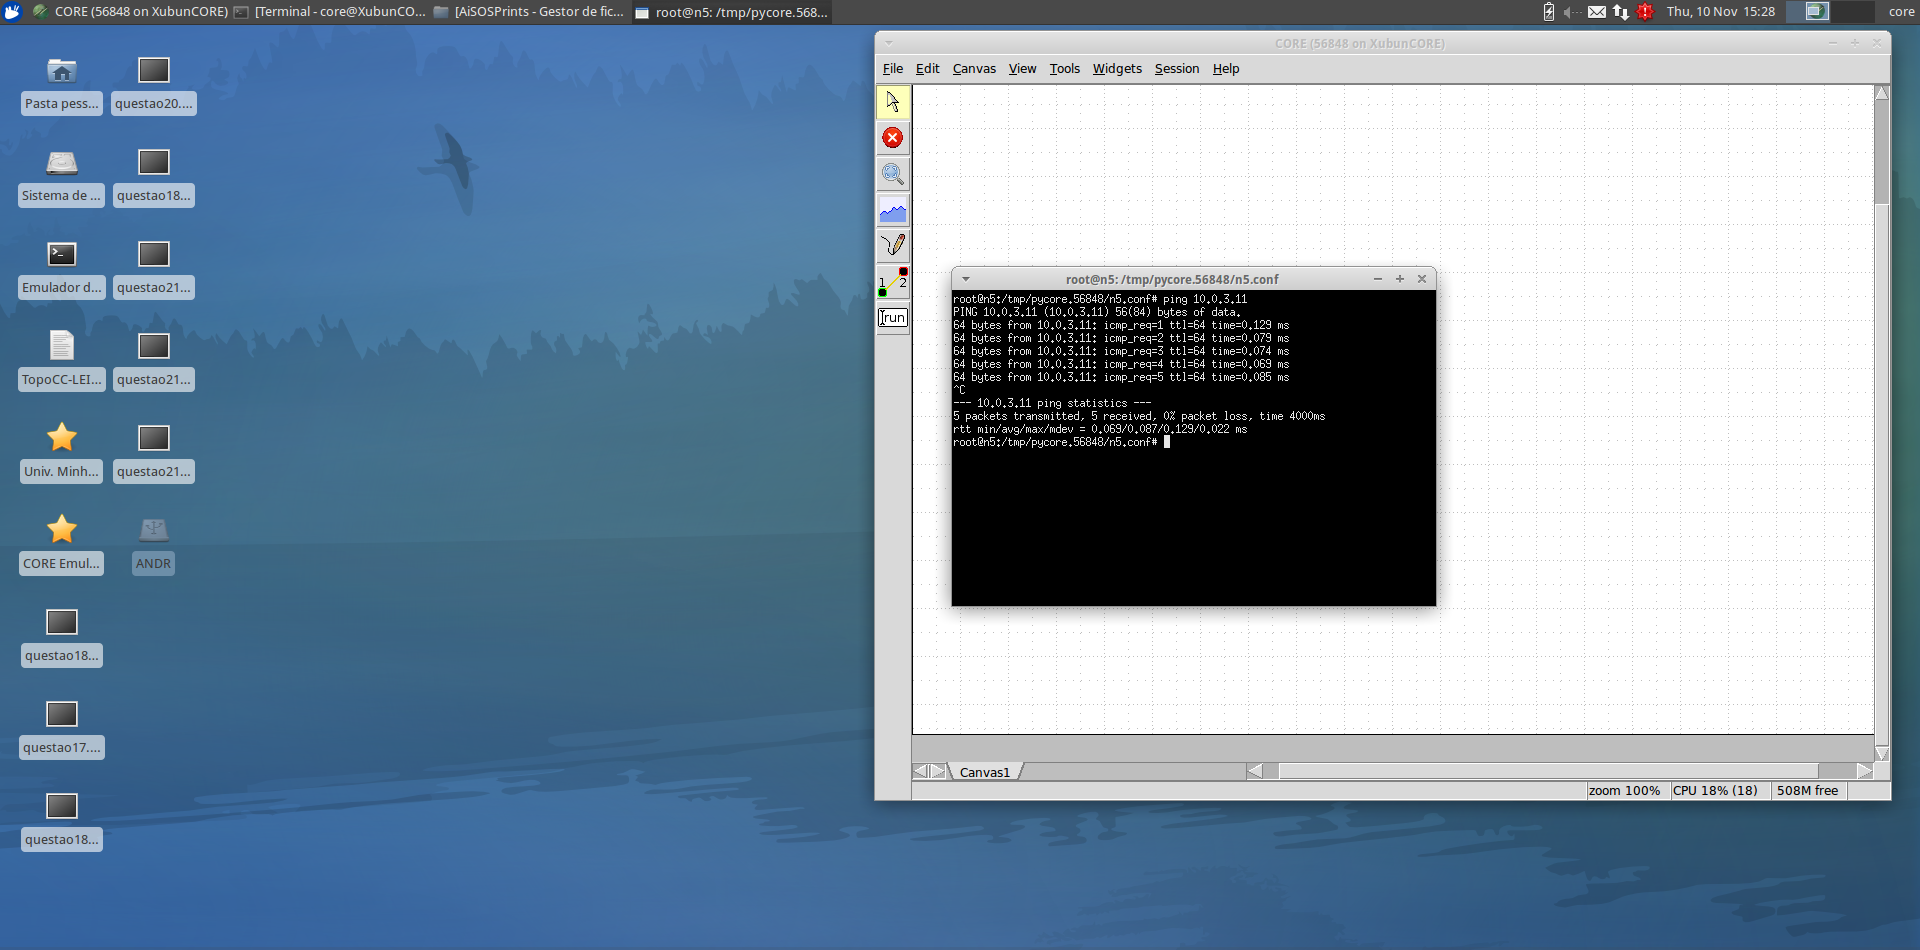 CORE (56848 on XubunCORE)
[Terminal - core@XubunCO...
[AiSOSPrints - Gestor de fic...
root@n5: /tmp/pycore.568...
Thu, 10 Nov 15:28
core
Pasta pess...
questao20....
Sistema de ...
questao18...
Emulador d...
questao21...
TopoCC-LEI...
questao21...
Univ. Minh...
questao21...
CORE Emul...
ANDR
questao18...
questao17....
questao18...
CORE (56848 on XubunCORE)
File Edit Canvas View Tools Widgets Session Help
1 2
run
root@n5: /tmp/pycore.56848/n5.conf
root@n5:/tmp/pycore.56848/n5.conf# ping 10.0.3.11
PING 10.0.3.11 (10.0.3.11) 56(84) bytes of data.
64 bytes from 10.0.3.11: icmp_req=1 ttl=64 time=0.129 ms
64 bytes from 10.0.3.11: icmp_req=2 ttl=64 time=0.079 ms
64 bytes from 10.0.3.11: icmp_req=3 ttl=64 time=0.074 ms
64 bytes from 10.0.3.11: icmp_req=4 ttl=64 time=0.069 ms
64 bytes from 10.0.3.11: icmp_req=5 ttl=64 time=0.085 ms
^C
--- 10.0.3.11 ping statistics ---
5 packets transmitted, 5 received, 0% packet loss, time 4000ms
rtt min/avg/max/mdev = 0.069/0.087/0.129/0.022 ms
root@n5:/tmp/pycore.56848/n5.conf#
Canvas1
zoom 100%
CPU 18% (18)
508M free